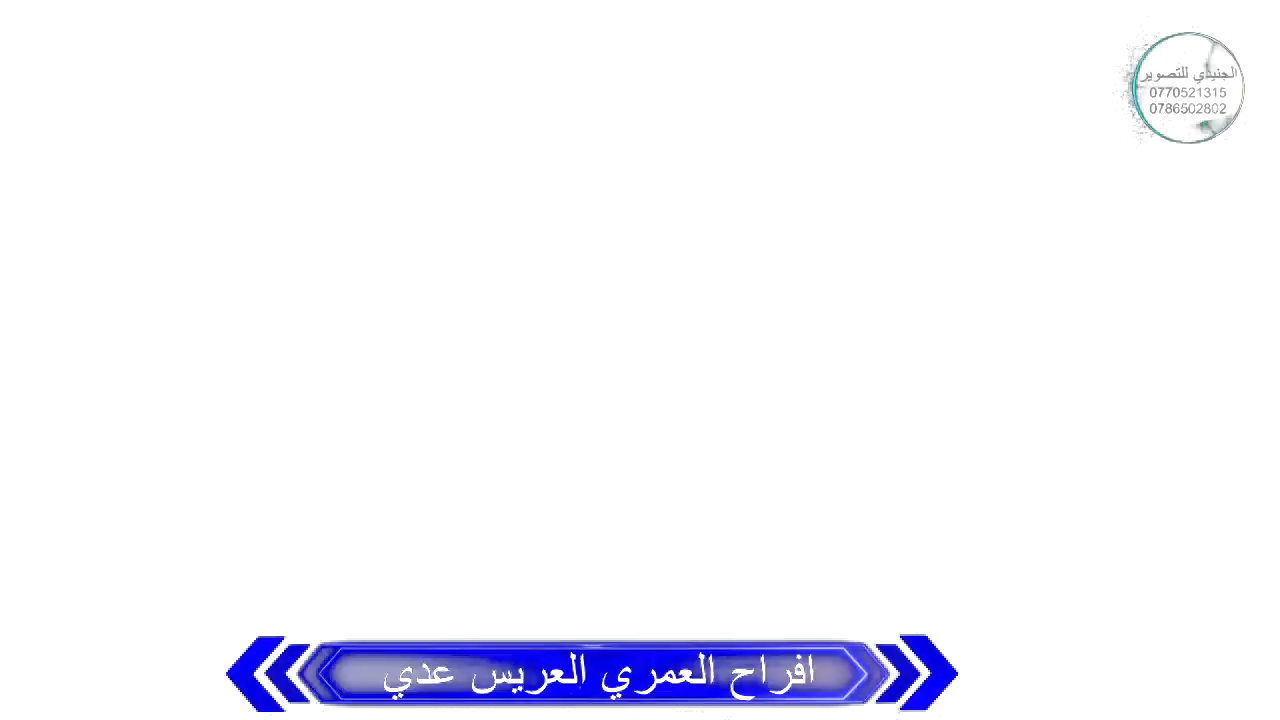 الجنيدي للتصوير
0770521315
0786502802
افراح العمري العريس عدي